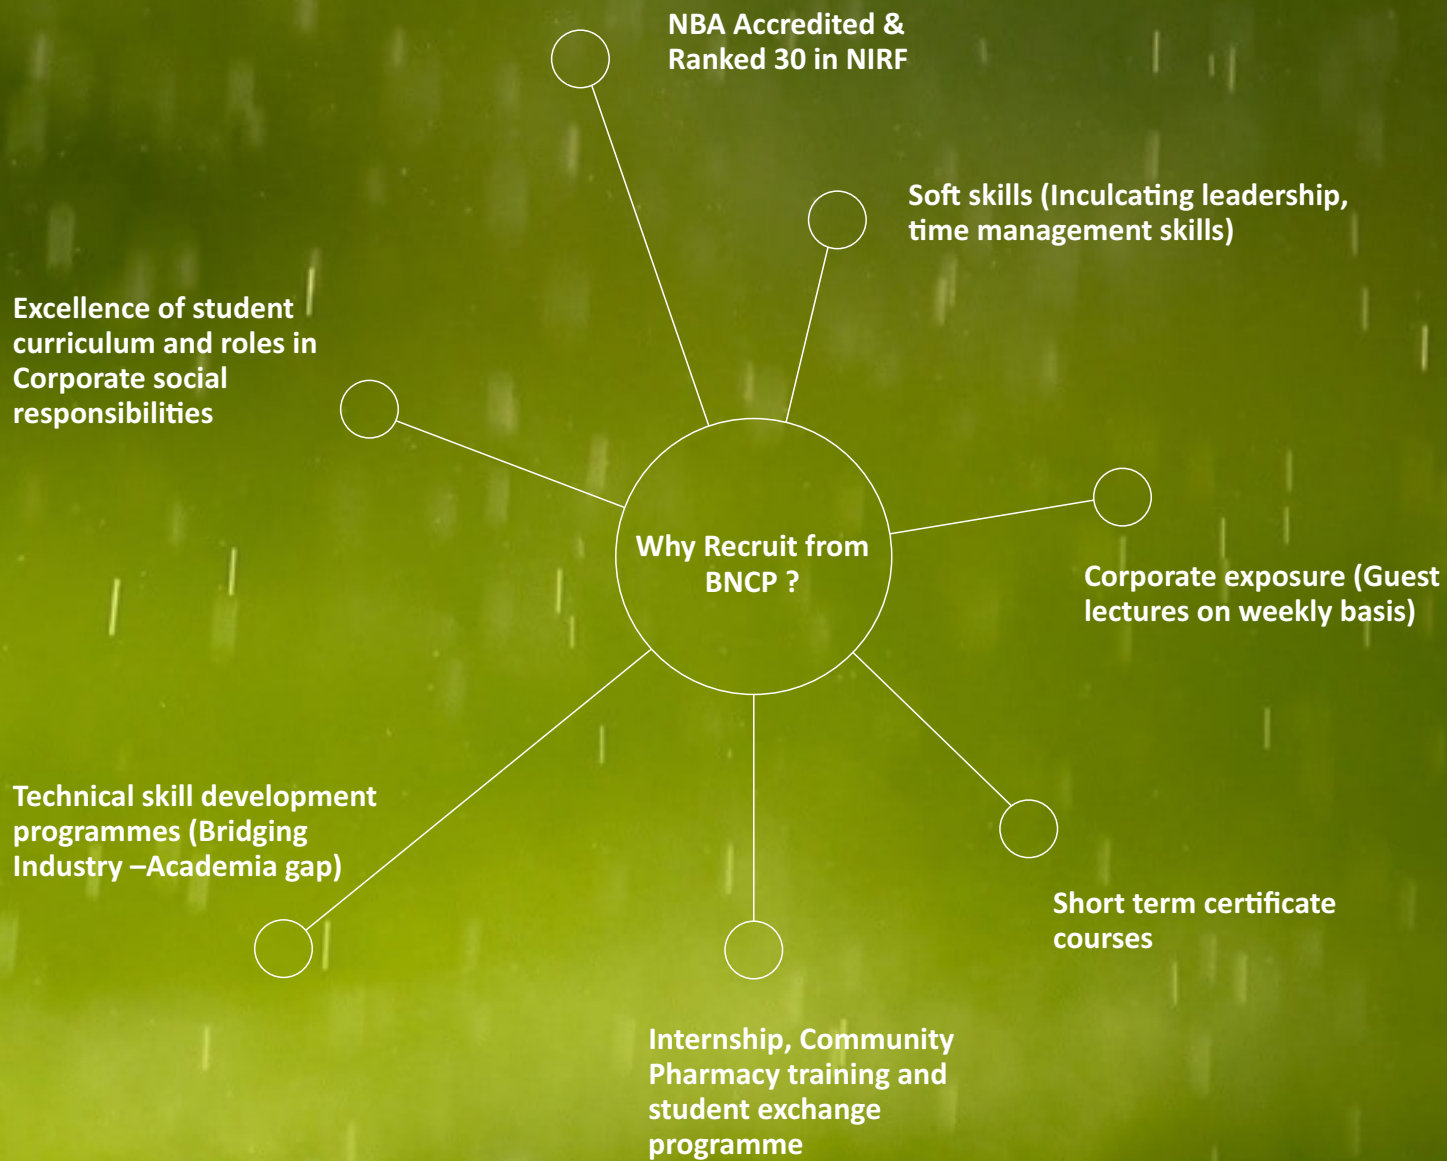 NBA Accredited &
Ranked 30 in NIRF
Soft skills (Inculcating leadership,
time management skills)
Excellence of student
curriculum and roles in
Corporate social
responsibilities
Why Recruit from
BNCP ?
Corporate exposure (Guest
lectures on weekly basis)
Technical skill development
programmes (Bridging
Industry –Academia gap)
Short term certificate
courses
Internship, Community
Pharmacy training and
student exchange
programme